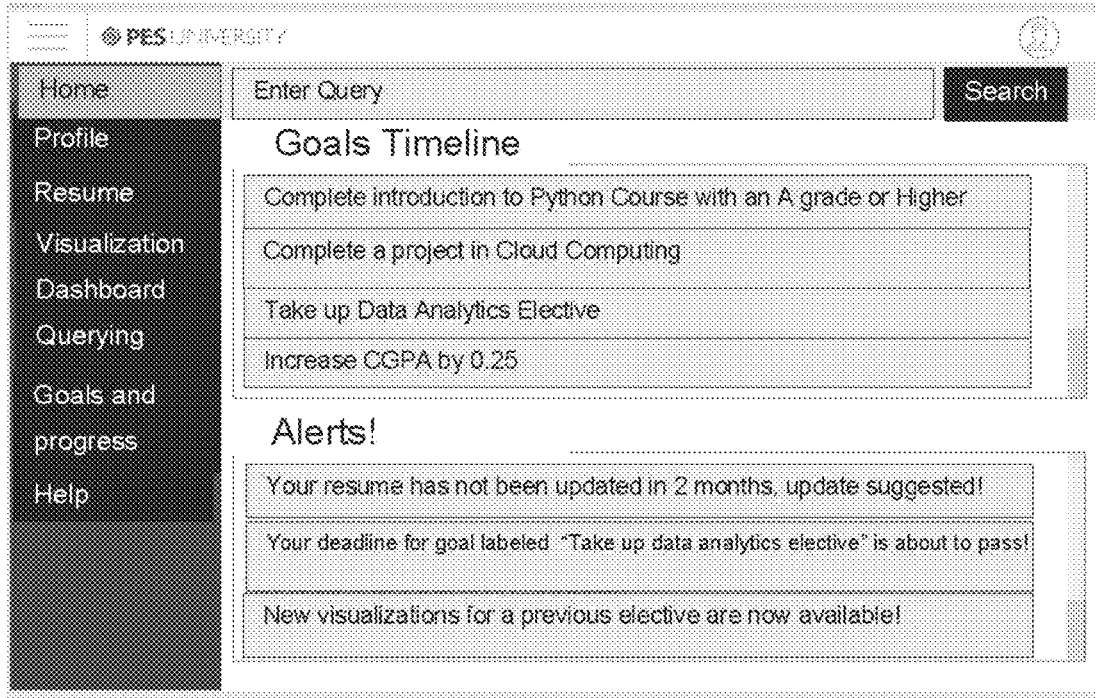 PES UNIVERSITY
Home
Profile
Resume
Visualization
Dashboard
Querying
Goals and
progress
Help
Enter Query
Search
Goals Timeline
Complete introduction to Python Course with an A grade or Higher
Complete a project in Cloud Computing
Take up Data Analytics Elective
Increase CGPA by 0.25
Alerts!
Your resume has not been updated in 2 months, update suggested!
Your deadline for goal labeled “Take up data analytics elective” is about to pass!
New visualizations for a previous elective are now available!